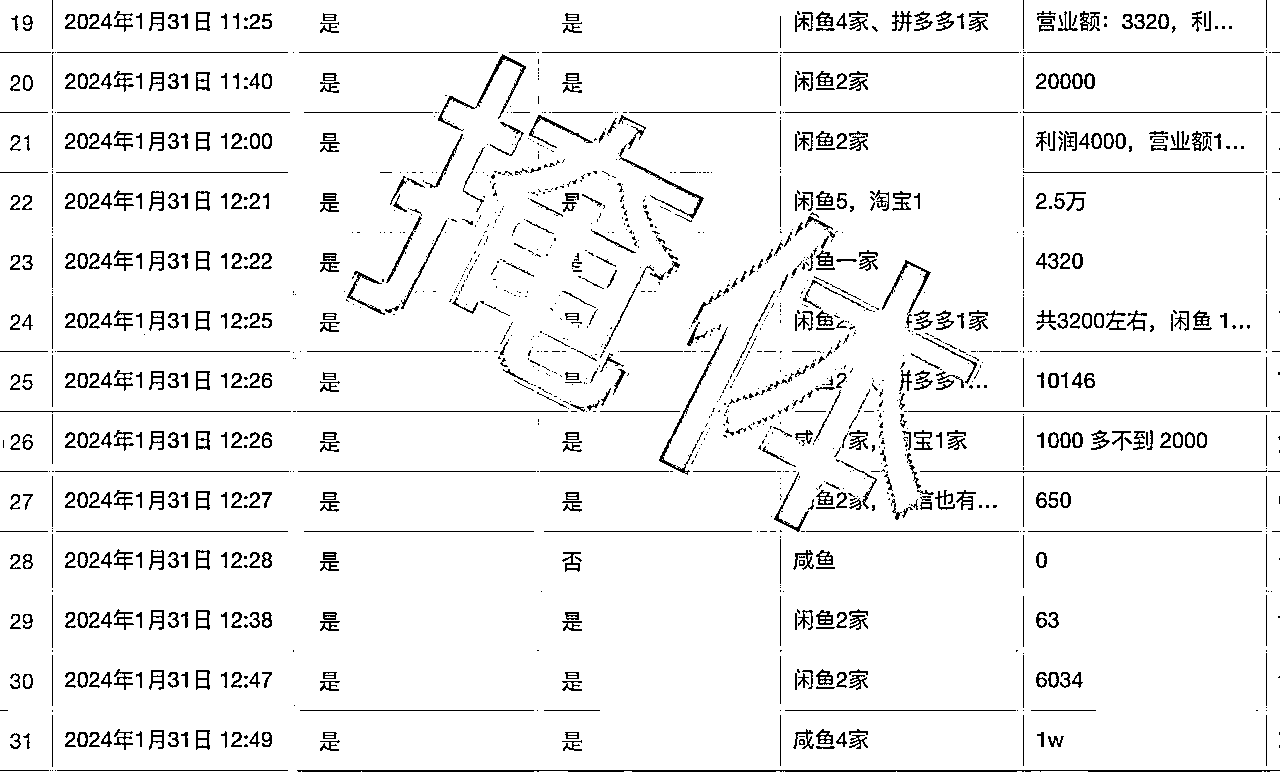 19 2024年1月31日 11:25 是 是 闲鱼4家、拼多多1家 营业额：3320，利...
20 2024年1月31日 11:40 是 是 闲鱼2家 20000
21 2024年1月31日 12:00 是 闲鱼2家 利润4000，营业额1...
22 2024年1月31日 12:21 是 是 闲鱼5，淘宝1 2.5万
23 2024年1月31日 12:22 是 是 闲鱼一家 4320
24 2024年1月31日 12:25 是 是 闲鱼2 拼多多1家 共3200左右，闲鱼 1...
25 2024年1月31日 12:26 是 是 鱼2 拼多多1... 10146
26 2024年1月31日 12:26 是 是 咸 家，淘宝1家 1000 多不到 2000
27 2024年1月31日 12:27 是 是 鱼2家， 信也有... 650
28 2024年1月31日 12:28 是 否 咸鱼 0
29 2024年1月31日 12:38 是 是 闲鱼2家 63
30 2024年1月31日 12:47 是 是 闲鱼2家 6034
31 2024年1月31日 12:49 是 是 咸鱼4家 1w
掩体